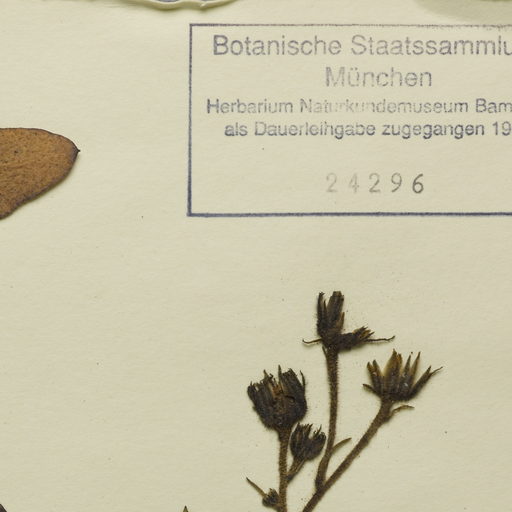 Botanische Staatssammlu
München
Herbarium Naturkundemuseum Bam
als Dauerleihgabe zugegangen 19
24296